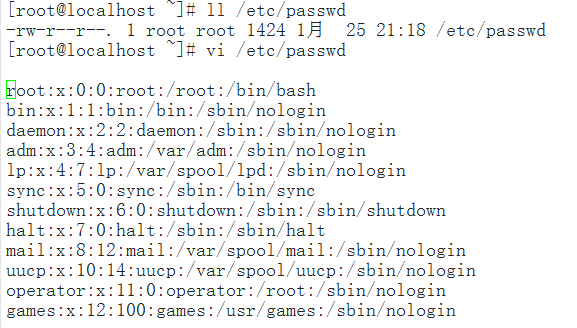 [root@localhost ~]# ll /etc/passwd
-rw-r--r--. 1 root root 1424 1月  25 21:18 /etc/passwd
[root@localhost ~]# vi /etc/passwd
root:x:0:0:root:/root:/bin/bash
bin:x:1:1:bin:/bin:/sbin/nologin
daemon:x:2:2:daemon:/sbin:/sbin/nologin
adm:x:3:4:adm:/var/adm:/sbin/nologin
lp:x:4:7:lp:/var/spool/lpd:/sbin/nologin
sync:x:5:0:sync:/sbin:/bin/sync
shutdown:x:6:0:shutdown:/sbin:/sbin/shutdown
halt:x:7:0:halt:/sbin:/sbin/halt
mail:x:8:12:mail:/var/spool/mail:/sbin/nologin
uucp:x:10:14:uucp:/var/spool/uucp:/sbin/nologin
operator:x:11:0:operator:/root:/sbin/nologin
games:x:12:100:games:/usr/games:/sbin/nologin